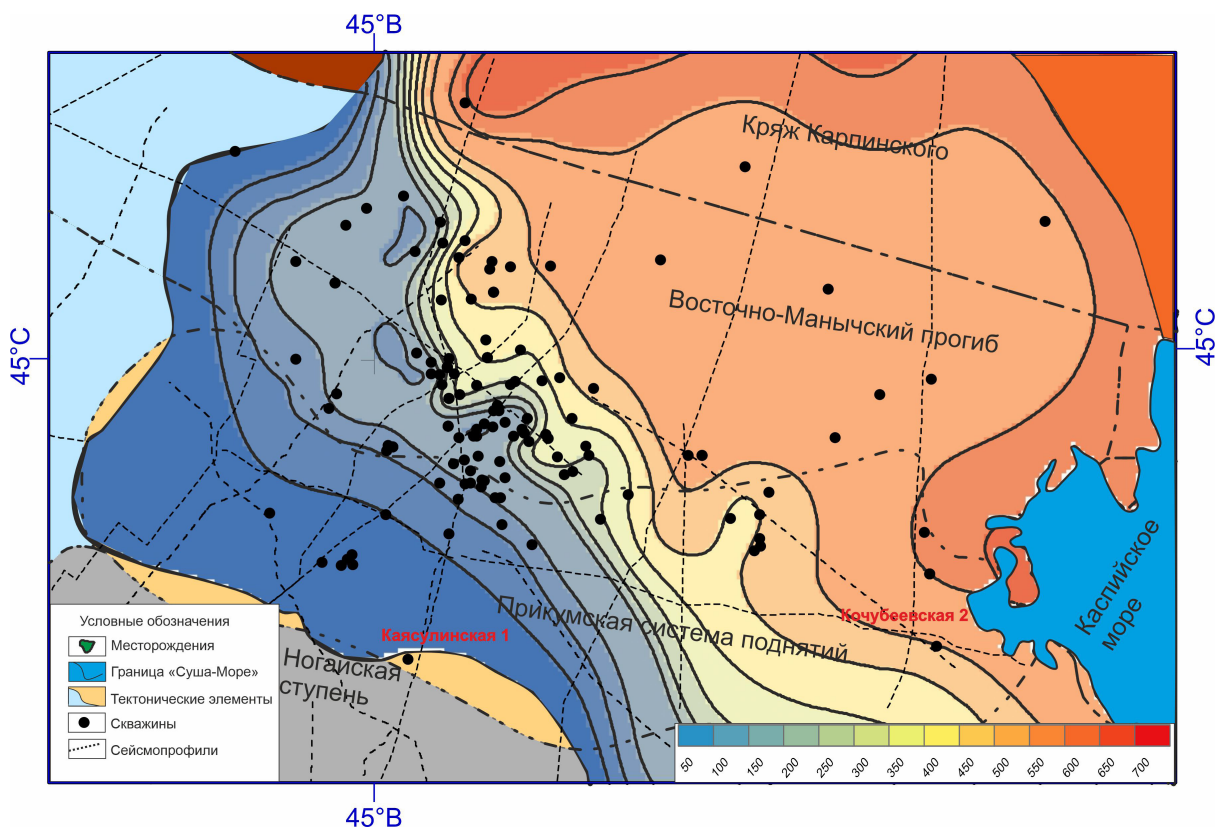 45°В
Кряж Карпинского
Восточно-Манычский прогиб
45°С
45°С
Каспийское
море
Прикумская система поднятий
Кочубеевская 2
Каясулинская 1
Ногайская
ступень
Условные обозначения
Месторождения
Граница «Суша-Море»
Тектонические элементы
Скважины
Сейсмопрофили
50 100 150 200 250 300 350 400 450 500 550 600 650 700
45°В